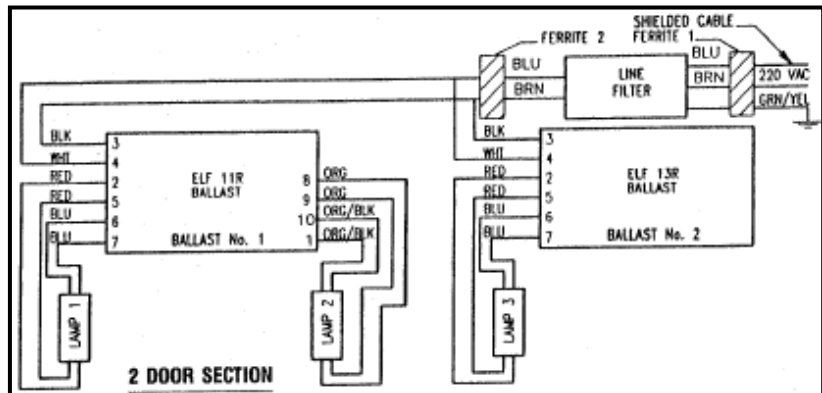 SHIELDED CABLE
FERRITE 2
FERRITE 1
BLU
BLU
BRN
BRN
LINE
FILTER
220 VAC
GRN/YEL
BLK
WHT
RED
RED
BLU
BLU
3
4
2
5
6
7
ELF 11R
BALLAST
BALLAST No. 1
8
9
10
1
ORG
ORG
ORG/BLK
ORG/BLK
BLK
WHT
RED
RED
BLU
BLU
3
4
2
5
6
7
ELF 13R
BALLAST
BALLAST No. 2
LAMP 1
LAMP 2
LAMP 3
2 DOOR SECTION